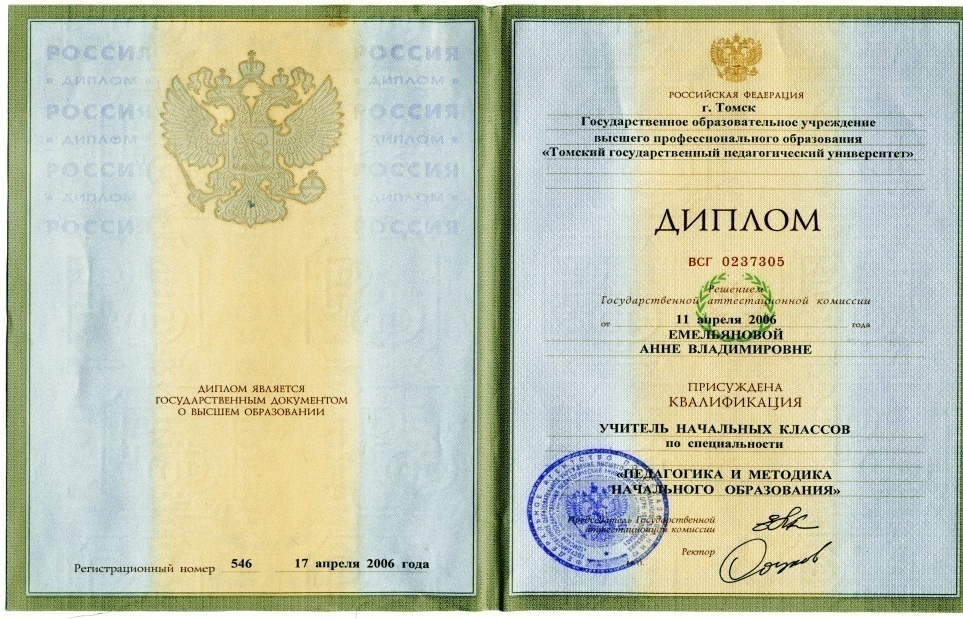 РОССИЯ РОССИЯ
ДИПЛОМ ДИПЛОМ
РОССИЯ РОССИЯ
ДИПЛОМ ДИПЛОМ
РОССИЯ РОССИЯ
ДИПЛОМ ДИПЛОМ
РОССИЯ РОССИЯ
ДИПЛОМ ЯВЛЯЕТСЯ
ГОСУДАРСТВЕННЫМ ДОКУМЕНТОМ
О ВЫСШЕМ ОБРАЗОВАНИИ
Регистрационный номер 546 17 апреля 2006 года
РОССИЙСКАЯ ФЕДЕРАЦИЯ
г. Томск
Государственное образовательное учреждение
высшего профессионального образования
«Томский государственный педагогический университет»
ДИПЛОМ
ВСГ 0237305
Решением
Государственной аттестационной комиссии
от 11 апреля 2006 года
ЕМЕЛЬЯНОВОЙ
АННЕ ВЛАДИМИРОВНЕ
ПРИСУЖДЕНА
КВАЛИФИКАЦИЯ
УЧИТЕЛЬ НАЧАЛЬНЫХ КЛАССОВ
по специальности
«ПЕДАГОГИКА И МЕТОДИКА
НАЧАЛЬНОГО ОБРАЗОВАНИЯ»
Председатель Государственной
аттестационной комиссии
Ректор